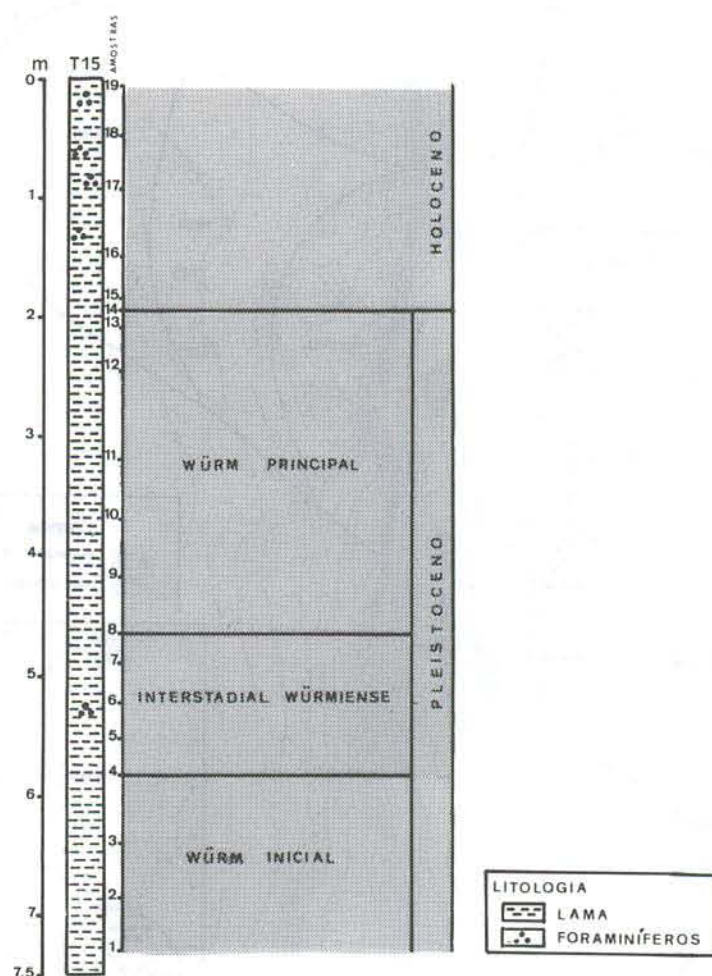 AMOSTRAS
m T15
0 19
18
HOLOCENO
1 17
16
15
2 14
13
12
3 11 WÜRM PRINCIPAL
10
4
9
PLEISTOCENO
8
7
5 6 INTERSTADIAL WÜRMIENSE
5
4
6
3 WÜRM INICIAL
2
7
1
7.5
LITOLOGIA
LAMA
FORAMINÍFEROS